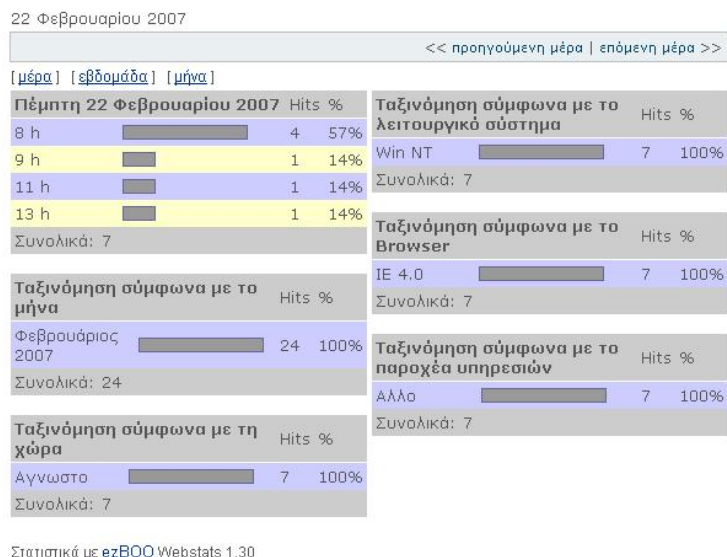 22 Φεβρουαρίου 2007
<< προηγούμενη μέρα | επόμενη μέρα >>
[μέρα] [εβδομάδα] [μήνα]
Πέμπτη 22 Φεβρουαρίου 2007 Hits %
8 h 4 57%
9 h 1 14%
11 h 1 14%
13 h 1 14%
Συνολικά: 7
Ταξινόμηση σύμφωνα με το
μήνα Hits %
Φεβρουάριος
2007 24 100%
Συνολικά: 24
Ταξινόμηση σύμφωνα με τη
χώρα Hits %
Αγνωστο 7 100%
Συνολικά: 7
Ταξινόμηση σύμφωνα με το
λειτουργικό σύστημα Hits %
Win NT 7 100%
Συνολικά: 7
Ταξινόμηση σύμφωνα με το
Browser Hits %
IE 4.0 7 100%
Συνολικά: 7
Ταξινόμηση σύμφωνα με το
παροχέα υπηρεσιών Hits %
Αλλο 7 100%
Συνολικά: 7
Στατιστικά με ezBOO Webstats 1.30